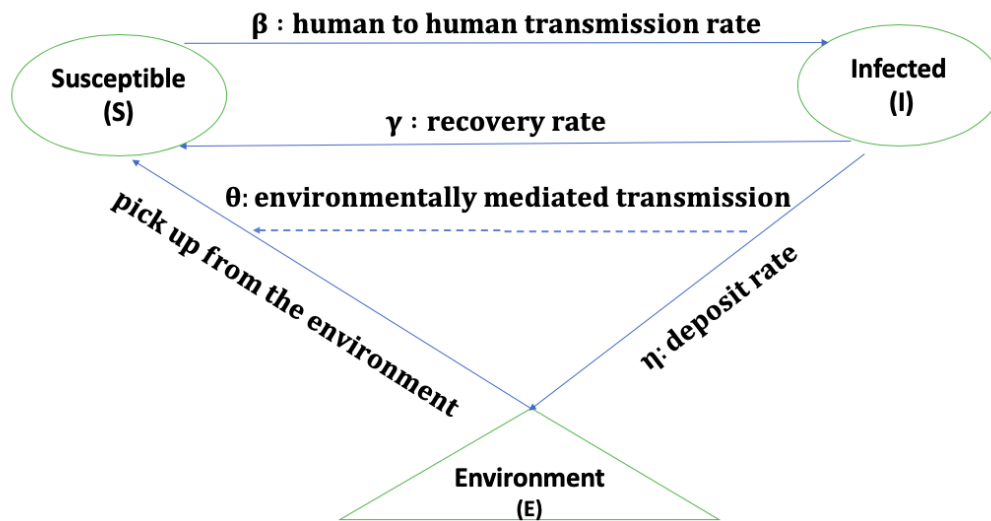 β : human to human transmission rate
Susceptible
(S)
Infected
(I)
γ : recovery rate
θ: environmentally mediated transmission
pick up from the environment
η: deposit rate
Environment
(E)